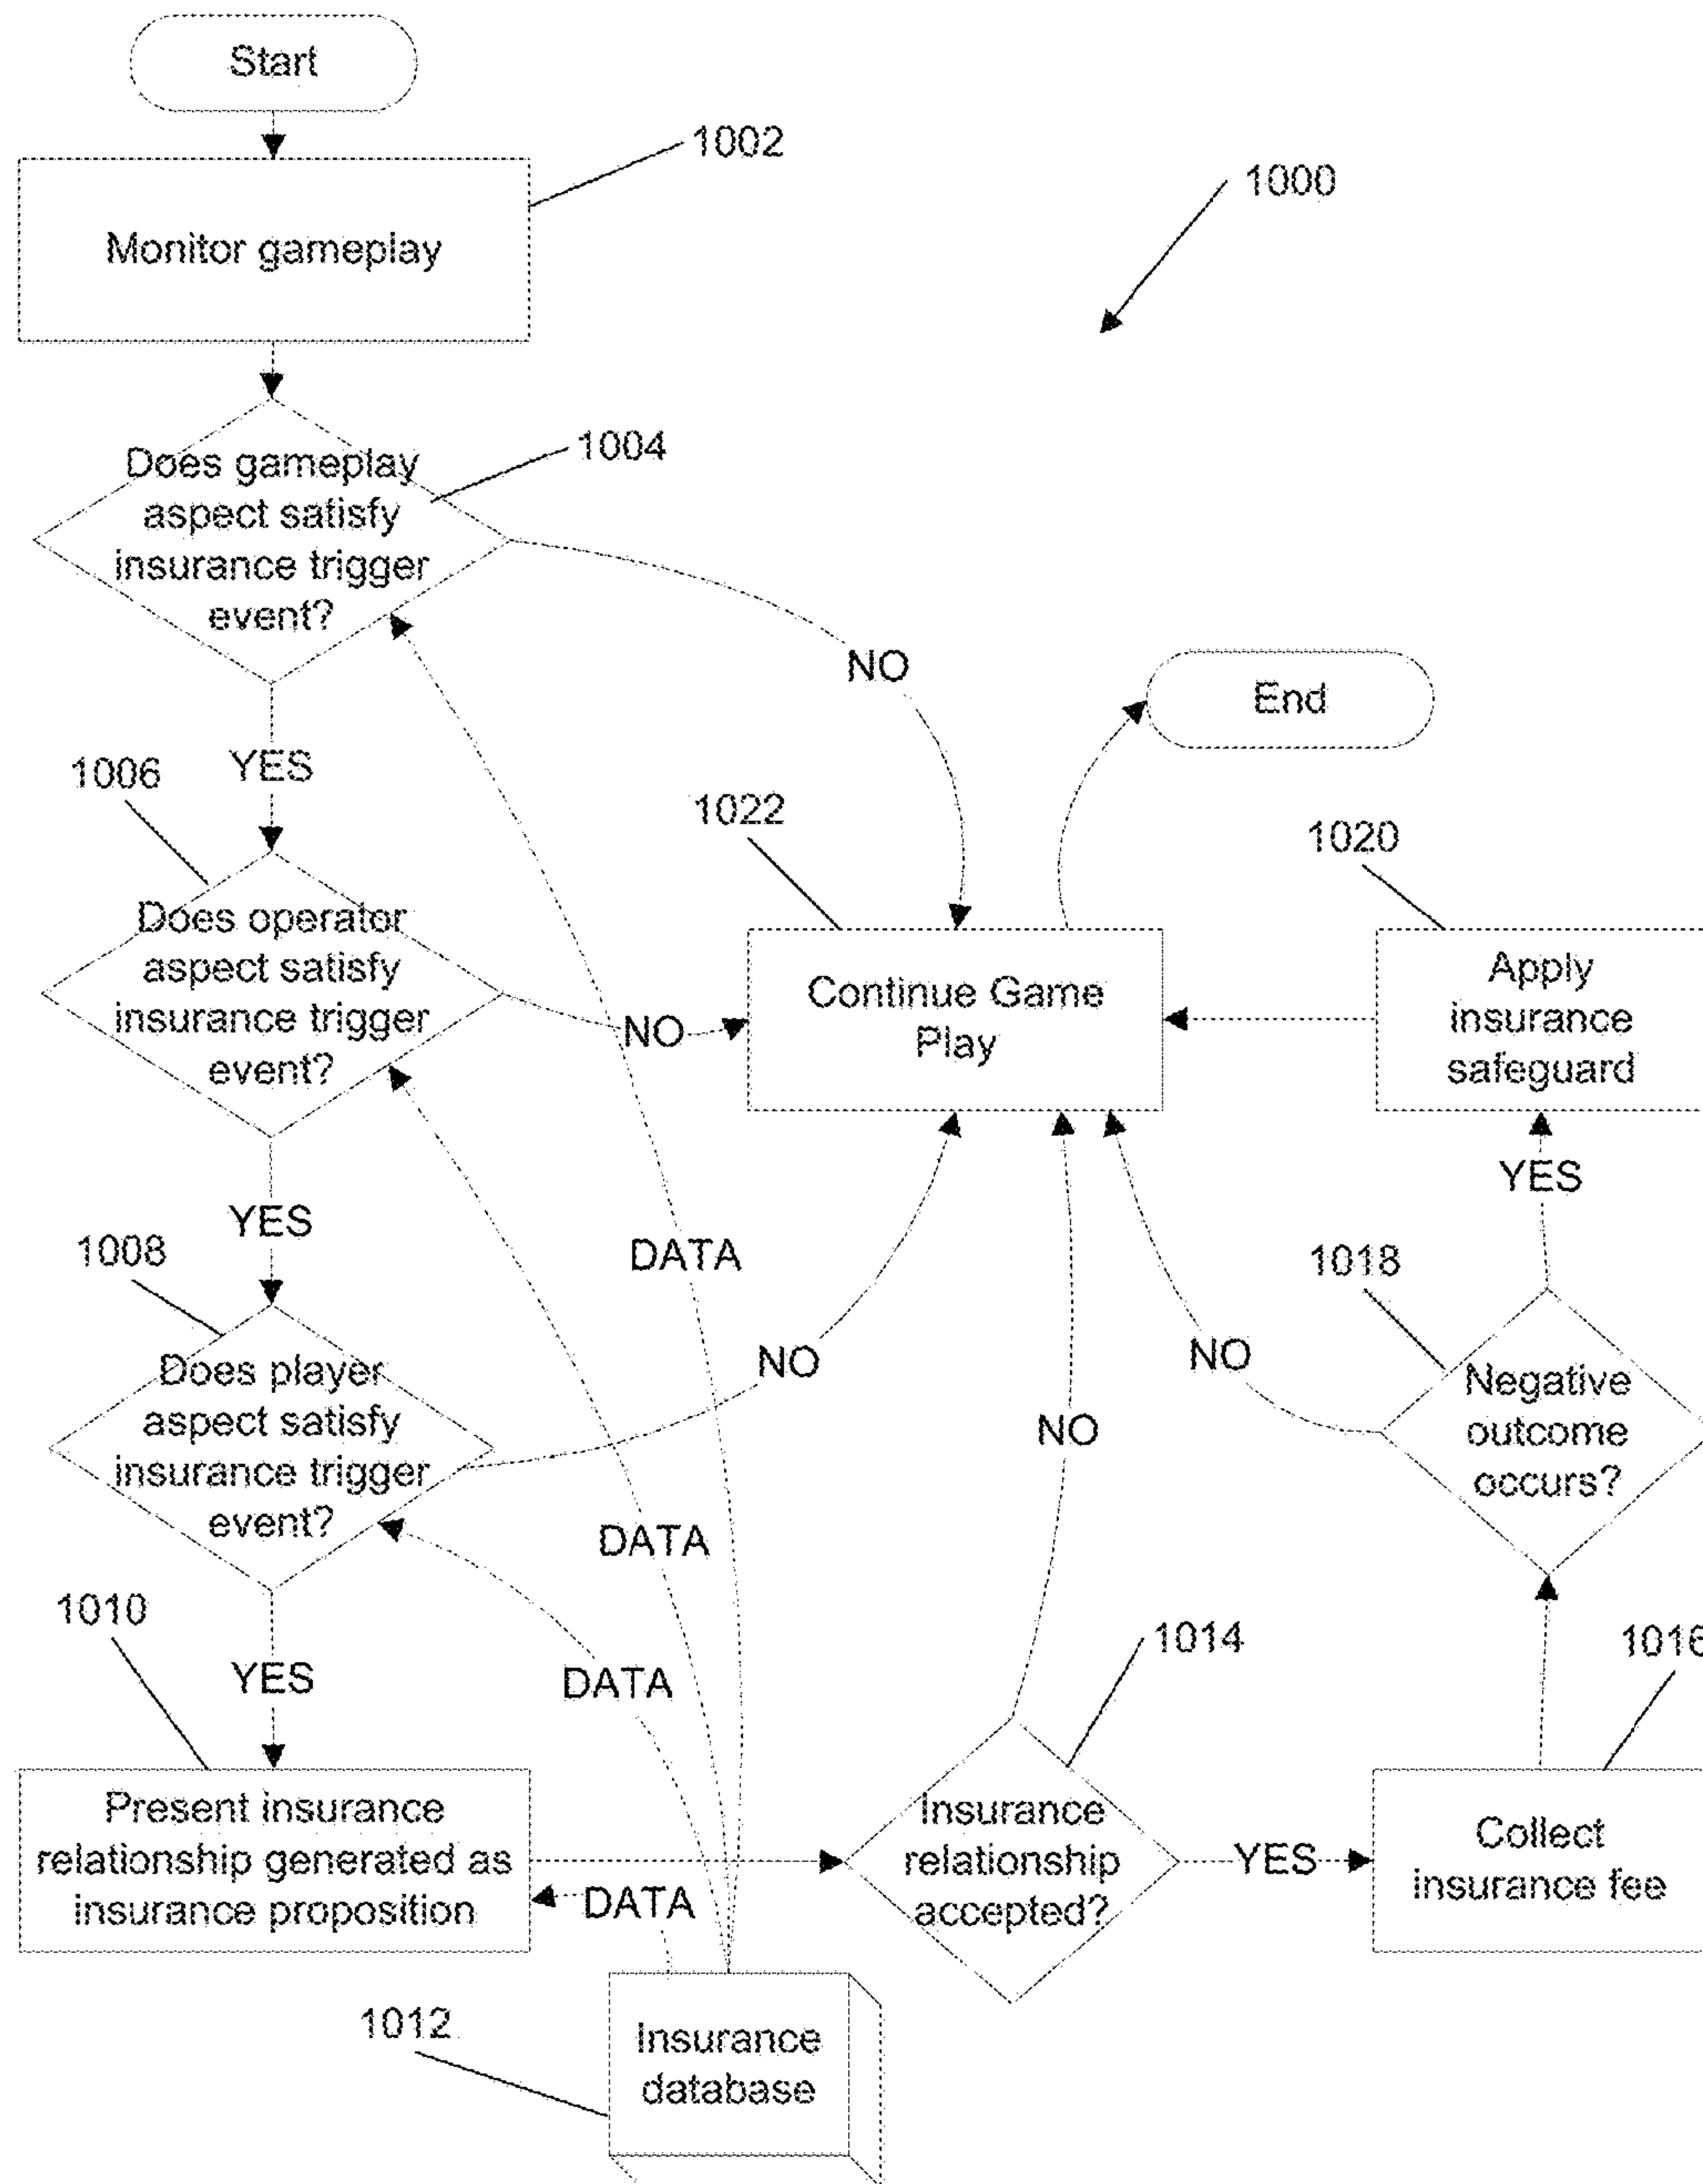 Start
1002
1000
Monitor gameplay
1004
Does gameplay
aspect satisfy
insurance trigger
event?
NO
End
YES
1006
1022
1020
Does operator
aspect satisfy
insurance trigger
event?
NO
Continue Game
Play
Apply
insurance
safeguard
YES
YES
1008
DATA
1018
Does player
aspect satisfy
insurance trigger
event?
NO
NO
NO
Negative
outcome
occurs?
DATA
1010
YES
DATA
1014
1016
Present insurance
relationship generated as
insurance proposition
DATA
Insurance
relationship
accepted?
YES
Collect
insurance fee
1012
Insurance
database